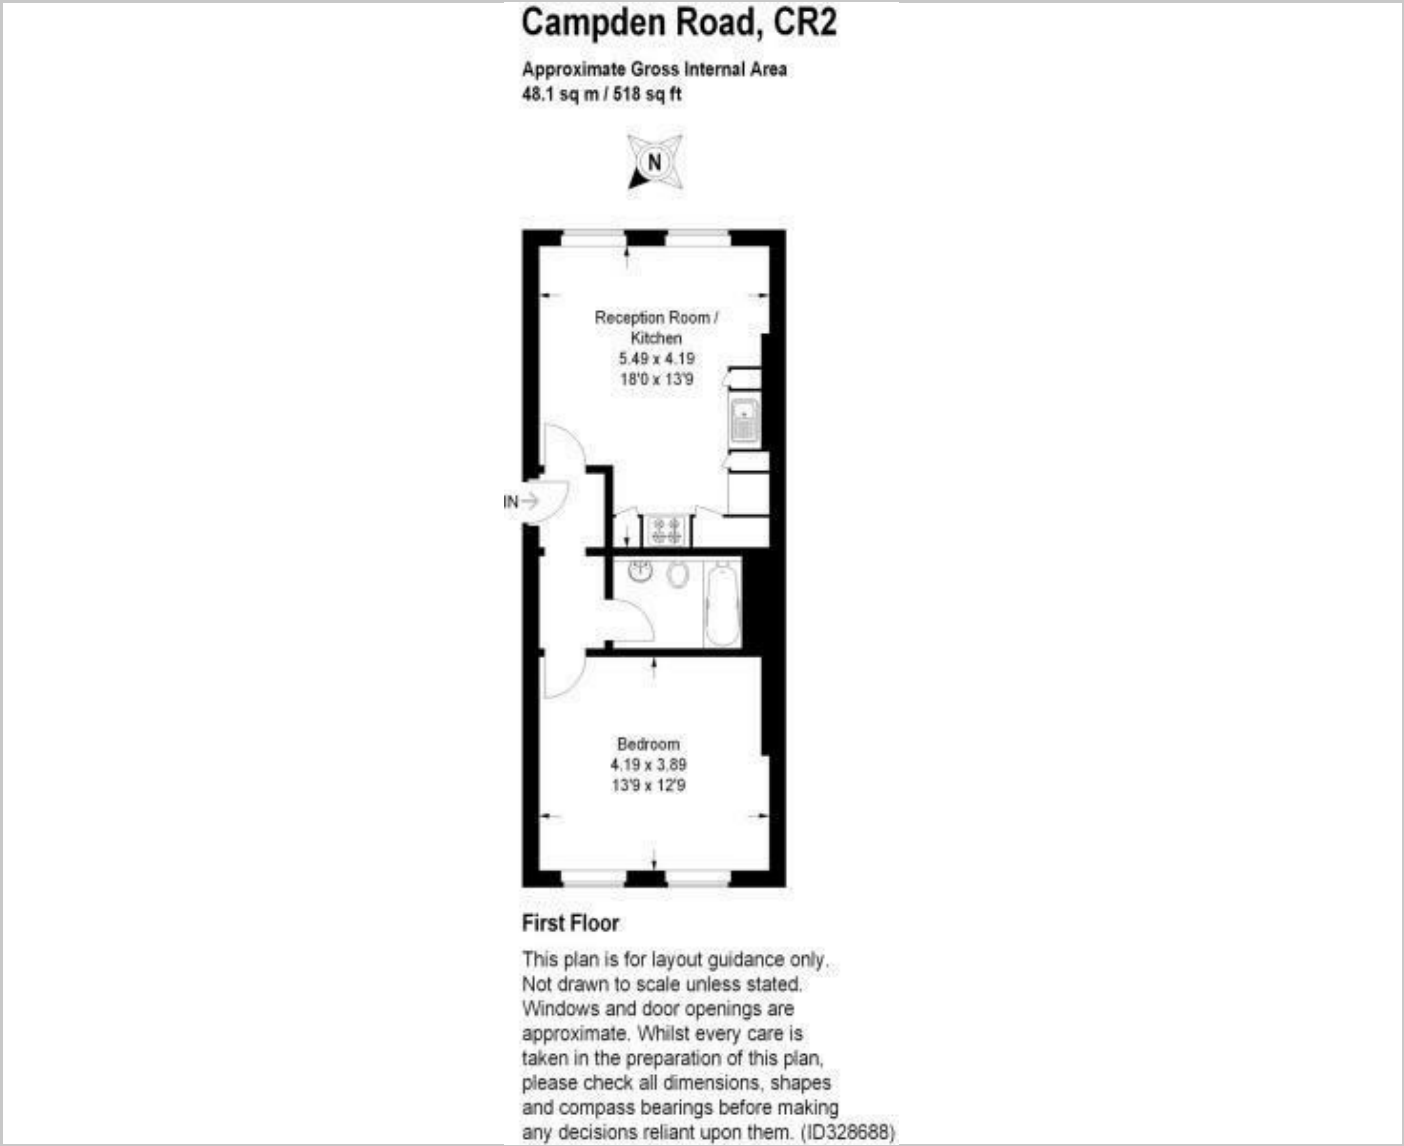 Campden Road, CR2
Approximate Gross Internal Area
48.1 sq m / 518 sq ft
N
Reception Room /
Kitchen
5.49 x 4.19
18'0 x 13'9
IN
Bedroom
4.19 x 3.89
13'9 x 12'9
First Floor
This plan is for layout guidance only.
Not drawn to scale unless stated.
Windows and door openings are
approximate. Whilst every care is
taken in the preparation of this plan,
please check all dimensions, shapes
and compass bearings before making
any decisions reliant upon them. (ID328688)